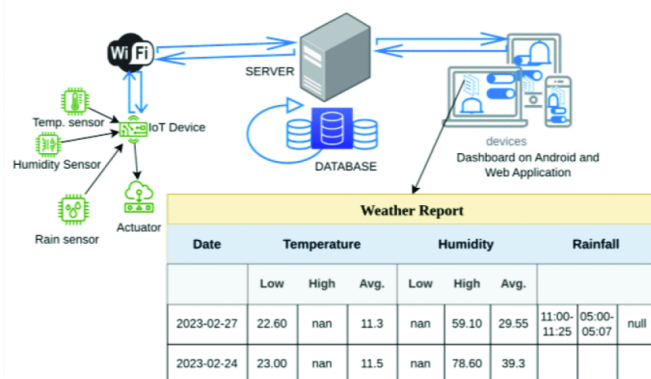 WiFi
SERVER
Temp. sensor
IoT Device
Humidity Sensor
DATABASE
devices
Dashboard on Android and
Web Application
Rain sensor
Actuator
Weather Report
Date Temperature Humidity Rainfall
Low High Avg. Low High Avg.
2023-02-27 22.60 nan 11.3 nan 59.10 29.55 11:00-11:25 05:00-05:07 null
2023-02-24 23.00 nan 11.5 nan 78.60 39.3